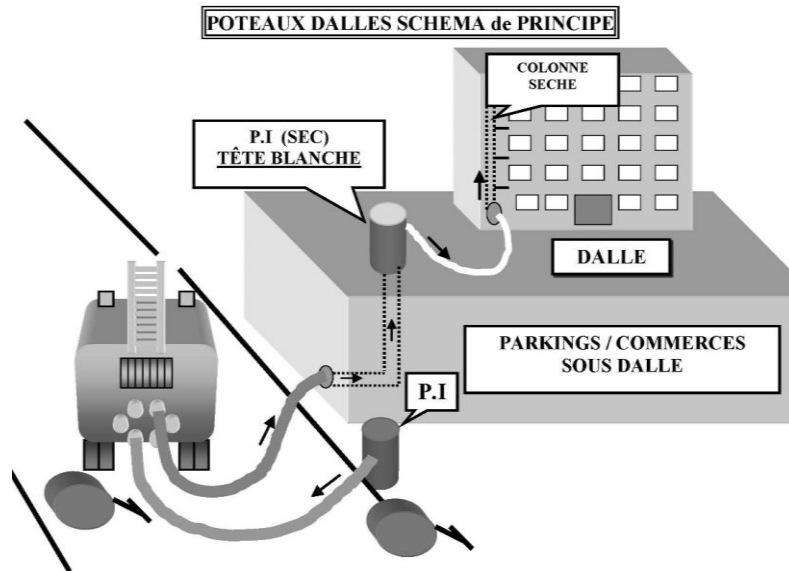 POTEAUX DALLES SCHEMA de PRINCIPE
COLONNE
SECHE
P.I (SEC)
TÊTE BLANCHE
DALLE
PARKINGS / COMMERCES
SOUS DALLE
P.I